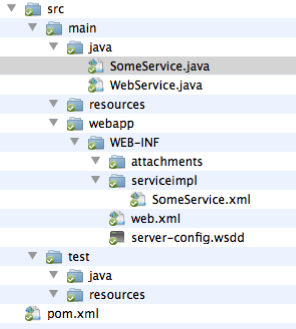 src
main
java
SomeService.java
WebService.java
resources
webapp
WEB-INF
attachments
serviceimpl
SomeService.xml
web.xml
server-config.wsdd
test
java
resources
pom.xml